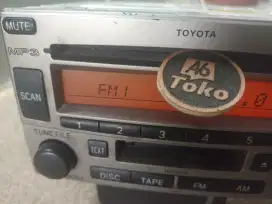 MUTE
TOYOTA
MP3
46
Toko
SCAN
FM1
.0
1 2 3 4 5
TUNE/FILE
TEXT
DISC TAPE FM AM